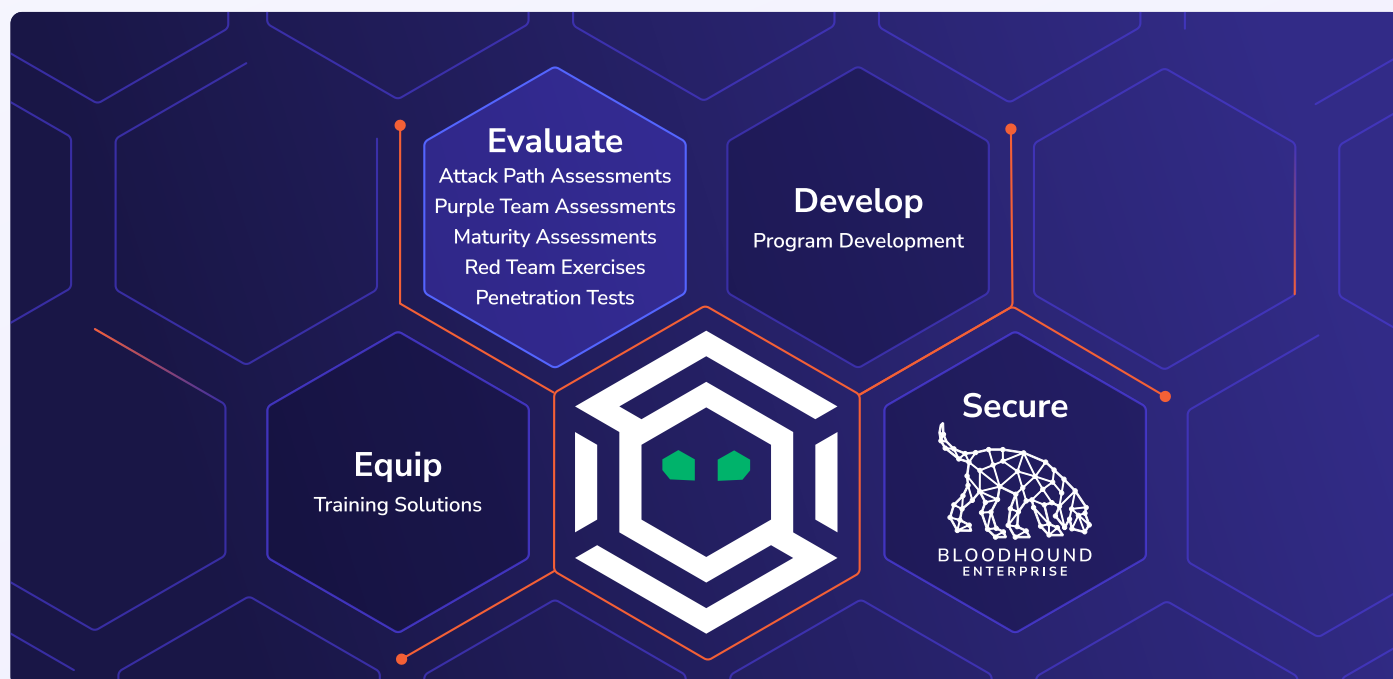 Evaluate
Attack Path Assessments
Purple Team Assessments
Maturity Assessments
Red Team Exercises
Penetration Tests
Develop
Program Development
Equip
Training Solutions
Secure
BLOODHOUND
ENTERPRISE